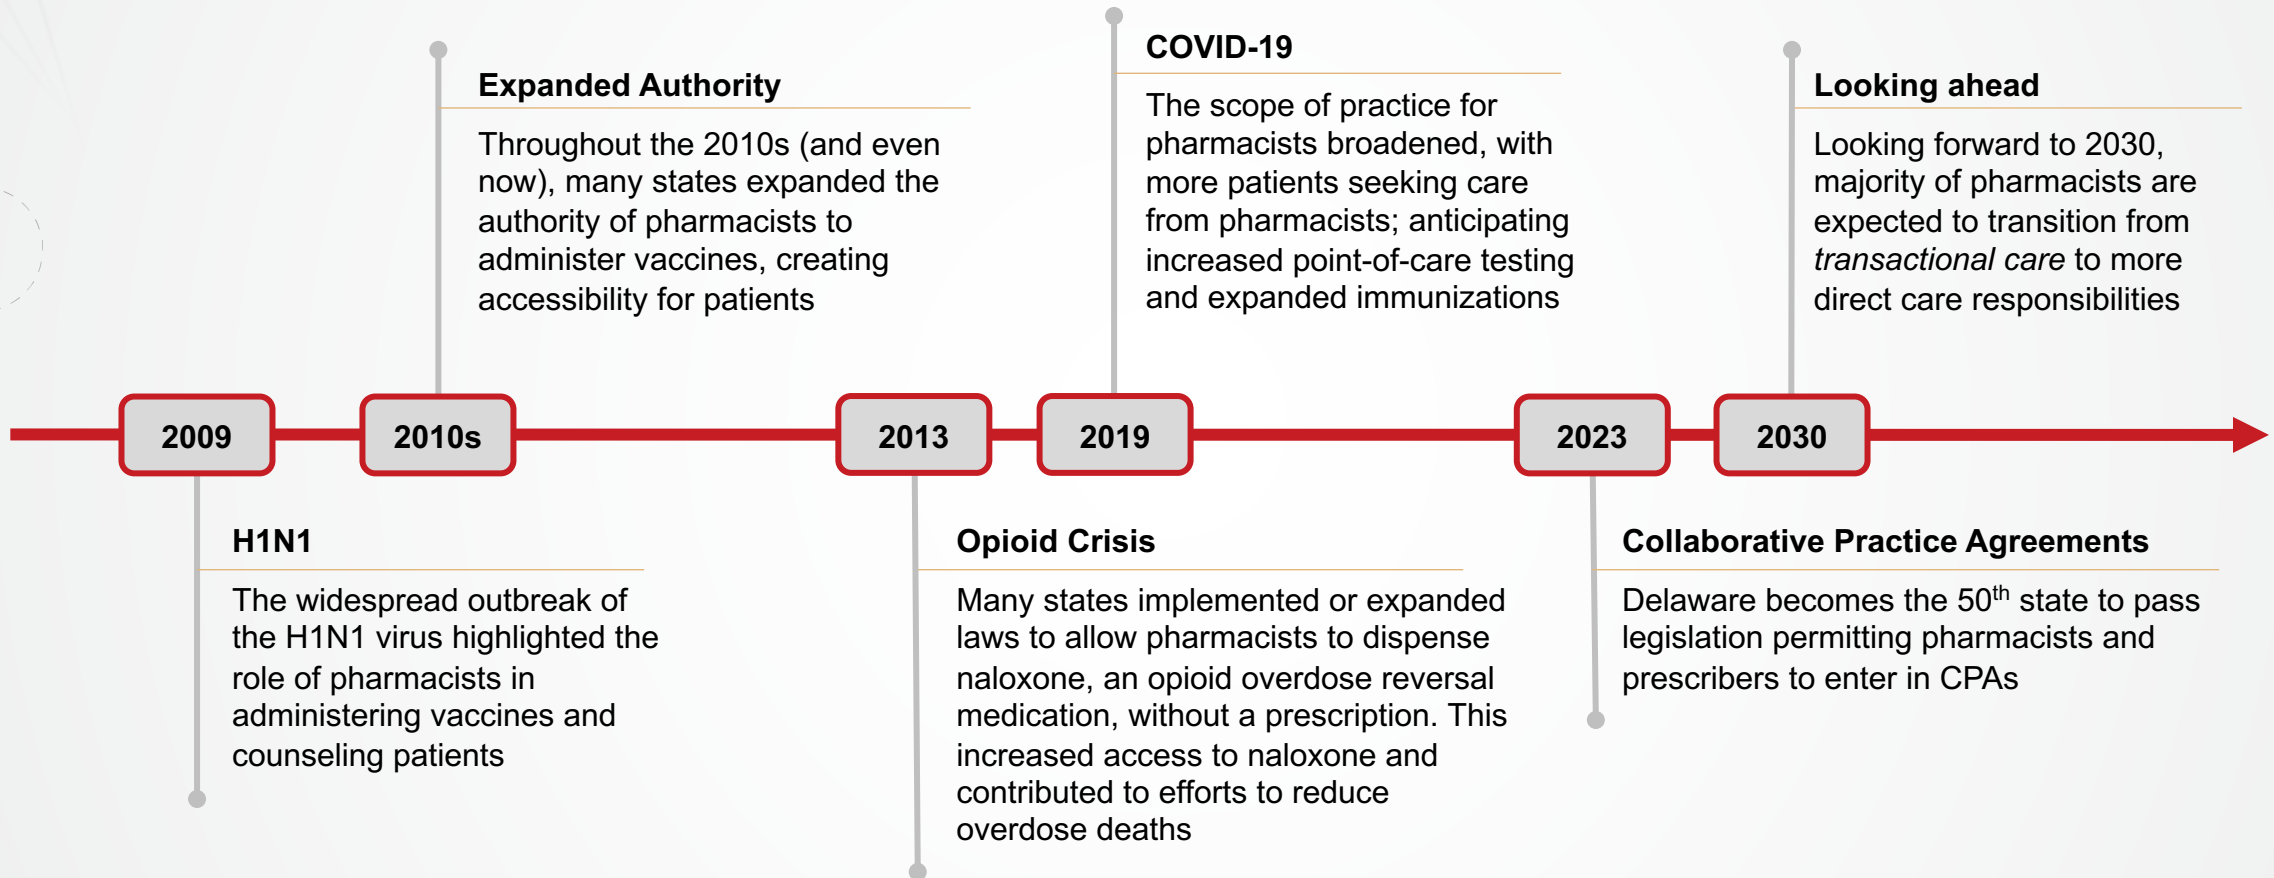 Expanded Authority
Throughout the 2010s (and even
now), many states expanded the
authority of pharmacists to
administer vaccines, creating
accessibility for patients
COVID-19
The scope of practice for
pharmacists broadened, with
more patients seeking care
from pharmacists; anticipating
increased point-of-care testing
and expanded immunizations
Looking ahead
Looking forward to 2030,
majority of pharmacists are
expected to transition from
transactional care to more
direct care responsibilities
2009
2010s
2013
2019
2023
2030
H1N1
The widespread outbreak of
the H1N1 virus highlighted the
role of pharmacists in
administering vaccines and
counseling patients
Opioid Crisis
Many states implemented or expanded
laws to allow pharmacists to dispense
naloxone, an opioid overdose reversal
medication, without a prescription. This
increased access to naloxone and
contributed to efforts to reduce
overdose deaths
Collaborative Practice Agreements
Delaware becomes the 50th state to pass
legislation permitting pharmacists and
prescribers to enter in CPAs